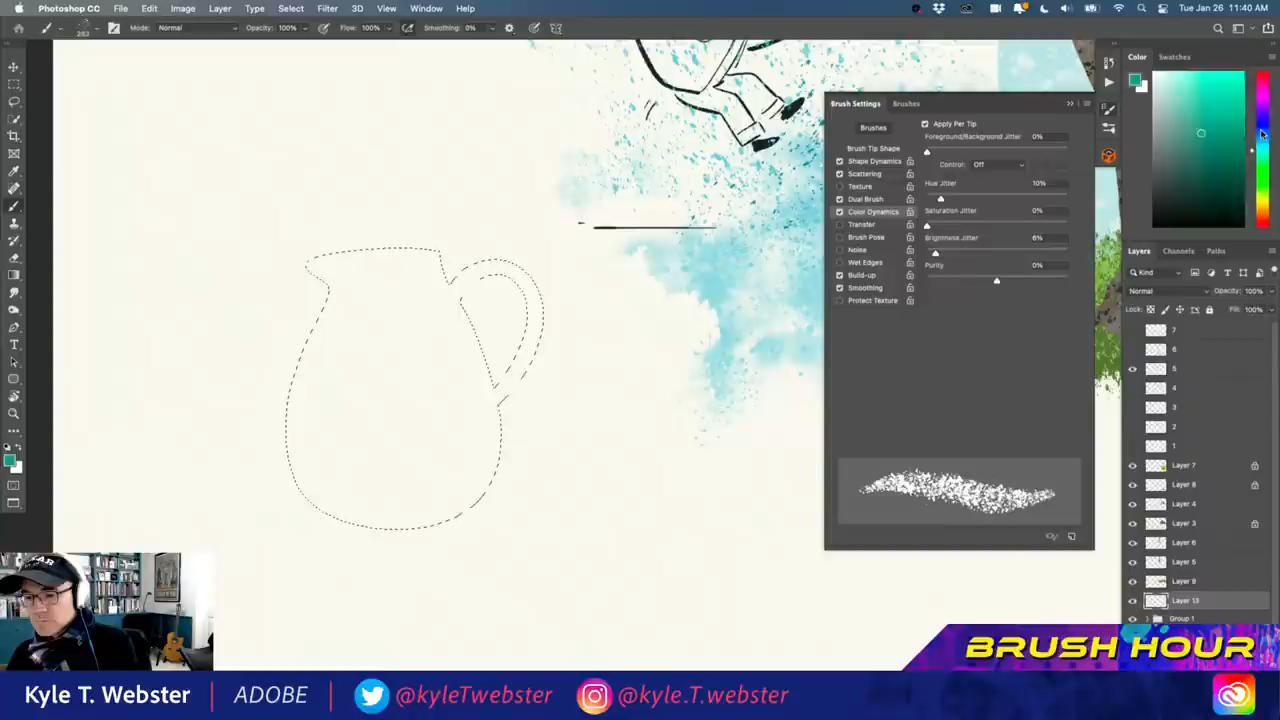 Photoshop CC File Edit Image Layer Type Select Filter 3D View Window Help
Tue Jan 26 11:40 AM
263 Mode: Normal Opacity: 100% Flow: 100% Smoothing: 0%
Color Swatches
Brush Settings Brushes
Brushes
Brush Tip Shape
Shape Dynamics
Scattering
Texture
Dual Brush
Color Dynamics
Transfer
Brush Pose
Noise
Wet Edges
Build-up
Smoothing
Protect Texture
Apply Per Tip
Foreground/Background Jitter 0%
Control: Off
Hue Jitter 10%
Saturation Jitter 0%
Brightness Jitter 6%
Purity 0%
Layers Channels Paths
Kind
Normal Opacity: 100%
Lock: Fill: 100%
7
6
5
4
3
2
1
Layer 7
Layer 8
Layer 4
Layer 3
Layer 6
Layer 5
Layer 9
Layer 13
Group 1
BRUSH HOUR
Kyle T. Webster | ADOBE | @kyleTwebster | @kyle.T.webster